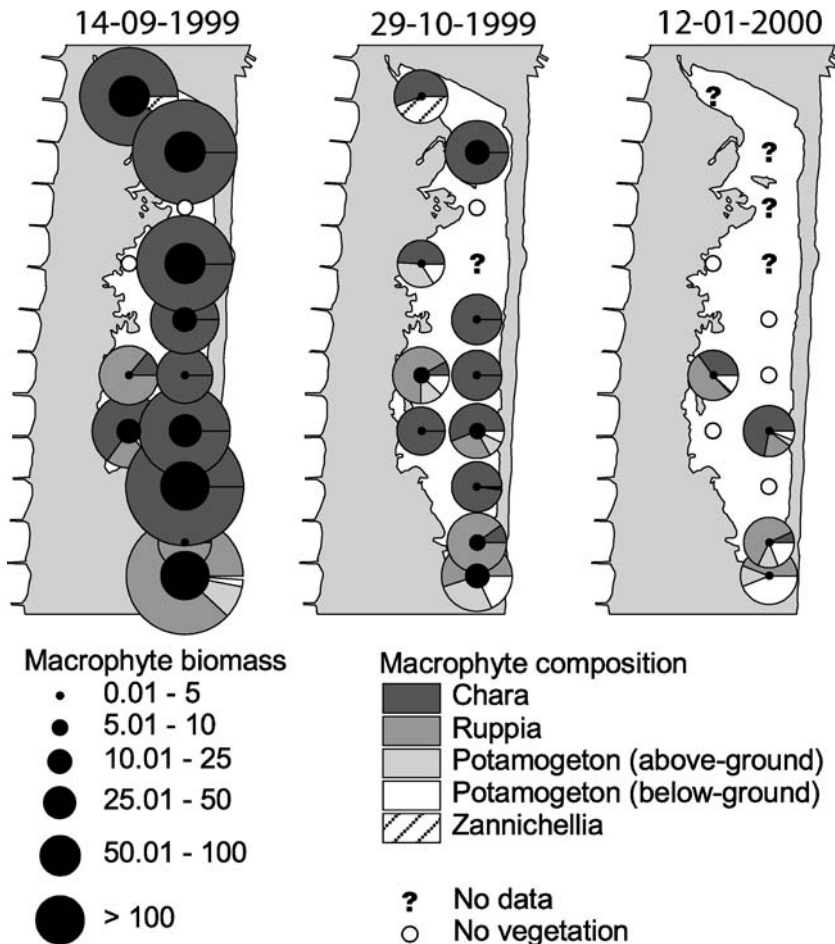 14-09-1999 29-10-1999 12-01-2000
?
?
?
?
?
Macrophyte biomass
0.01 - 5
5.01 - 10
10.01 - 25
25.01 - 50
50.01 - 100
> 100
Macrophyte composition
Chara
Ruppia
Potamogeton (above-ground)
Potamogeton (below-ground)
Zannichellia
? No data
No vegetation